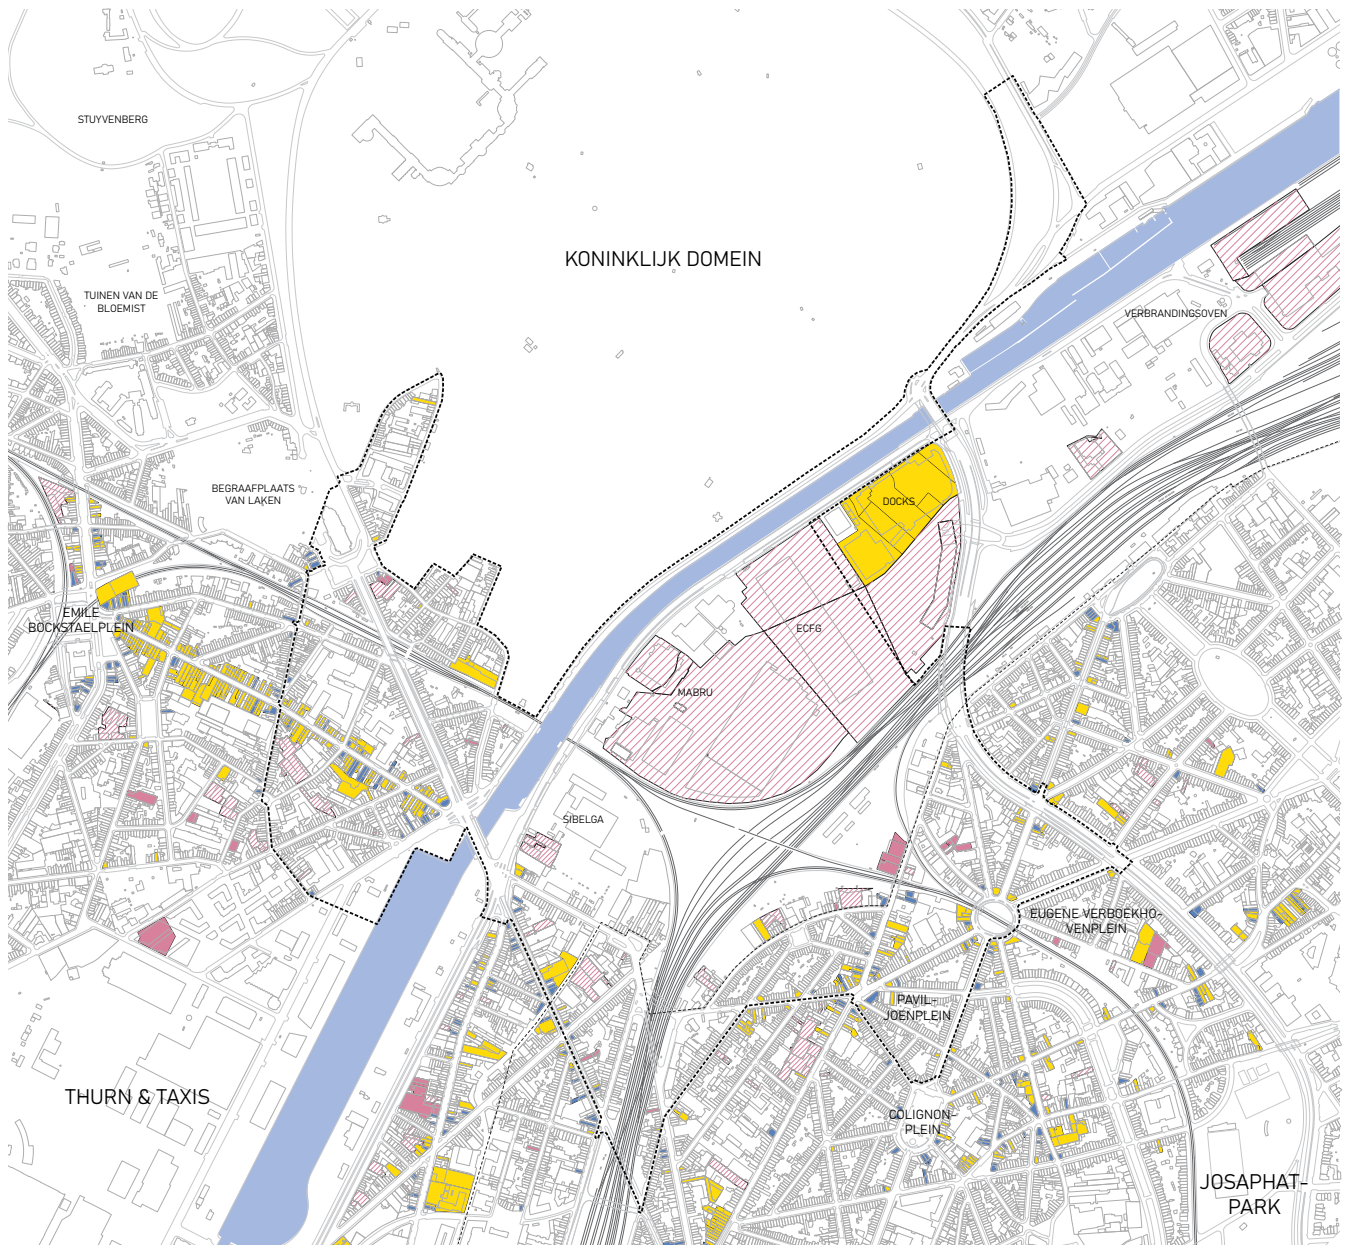 STUYVENBERG
KONINKLIJK DOMEIN
TUINEN VAN DE
BLOEMIST
VERBRANDINGSOVEN
BEGRAAFPLAATS
VAN LAKEN
DOCKS
EMILE
BOCKSTAELPLEIN
ECFG
MABRU
SIBELGA
EUGENE VERBOEKHO-
VENPLEIN
PAVIL-
JOENPLEIN
THURN & TAXIS
COLIGNON-
PLEIN
JOSAPHAT-
PARK